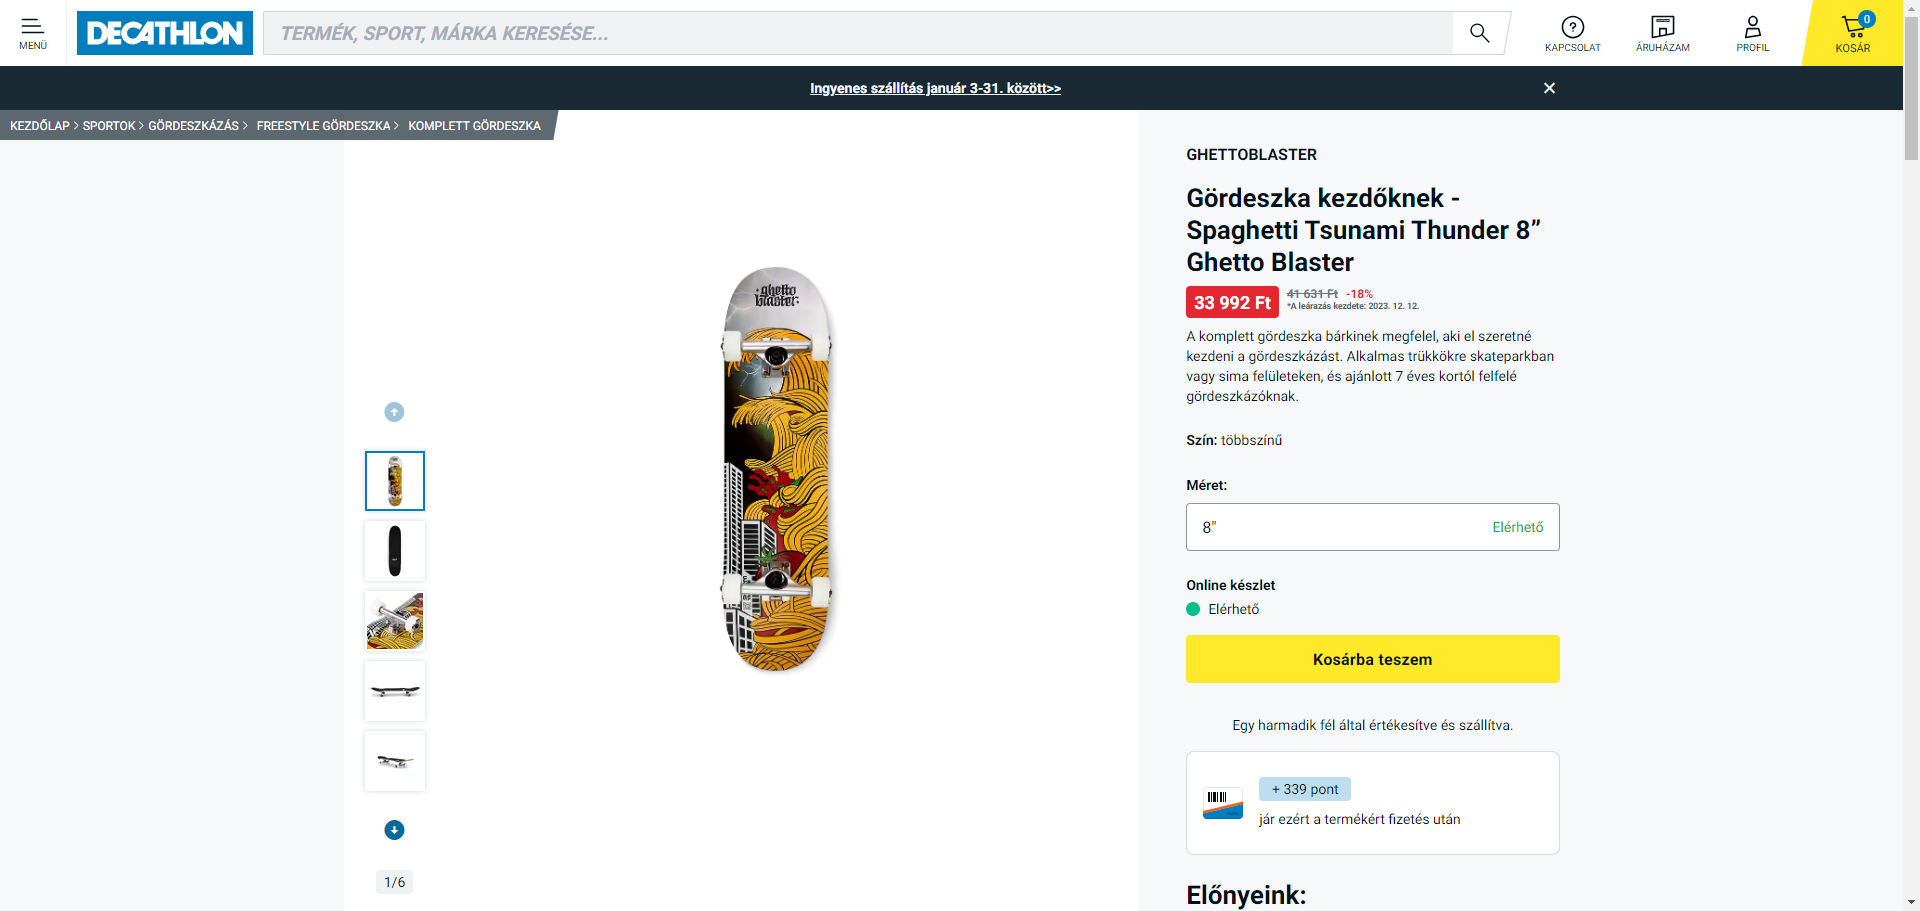 MENÜ
DECATHLON
TERMÉK, SPORT, MÁRKA KERESÉSE...
KAPCSOLAT
ÁRUHÁZAM
PROFIL
0
KOSÁR
Ingyenes szállítás január 3-31. között>>
KEZDŐLAP > SPORTOK > GÖRDESZKÁZÁS > FREESTYLE GÖRDESZKA > KOMPLETT GÖRDESZKA
ghetto
blaster
1/6
GHETTOBLASTER
Gördeszka kezdőknek -
Spaghetti Tsunami Thunder 8”
Ghetto Blaster
33 992 Ft
41 631 Ft -18%
*A leárazás kezdete: 2023. 12. 12.
A komplett gördeszka bárkinek megfelel, aki el szeretné
kezdeni a gördeszkázást. Alkalmas trükkökre skateparkban
vagy sima felületeken, és ajánlott 7 éves kortól felfelé
gördeszkázóknak.
Szín: többszínű
Méret:
8" Elérhető
Online készlet
Elérhető
Kosárba teszem
Egy harmadik fél által értékesítve és szállítva.
+ 339 pont
jár ezért a termékért fizetés után
Előnyeink: